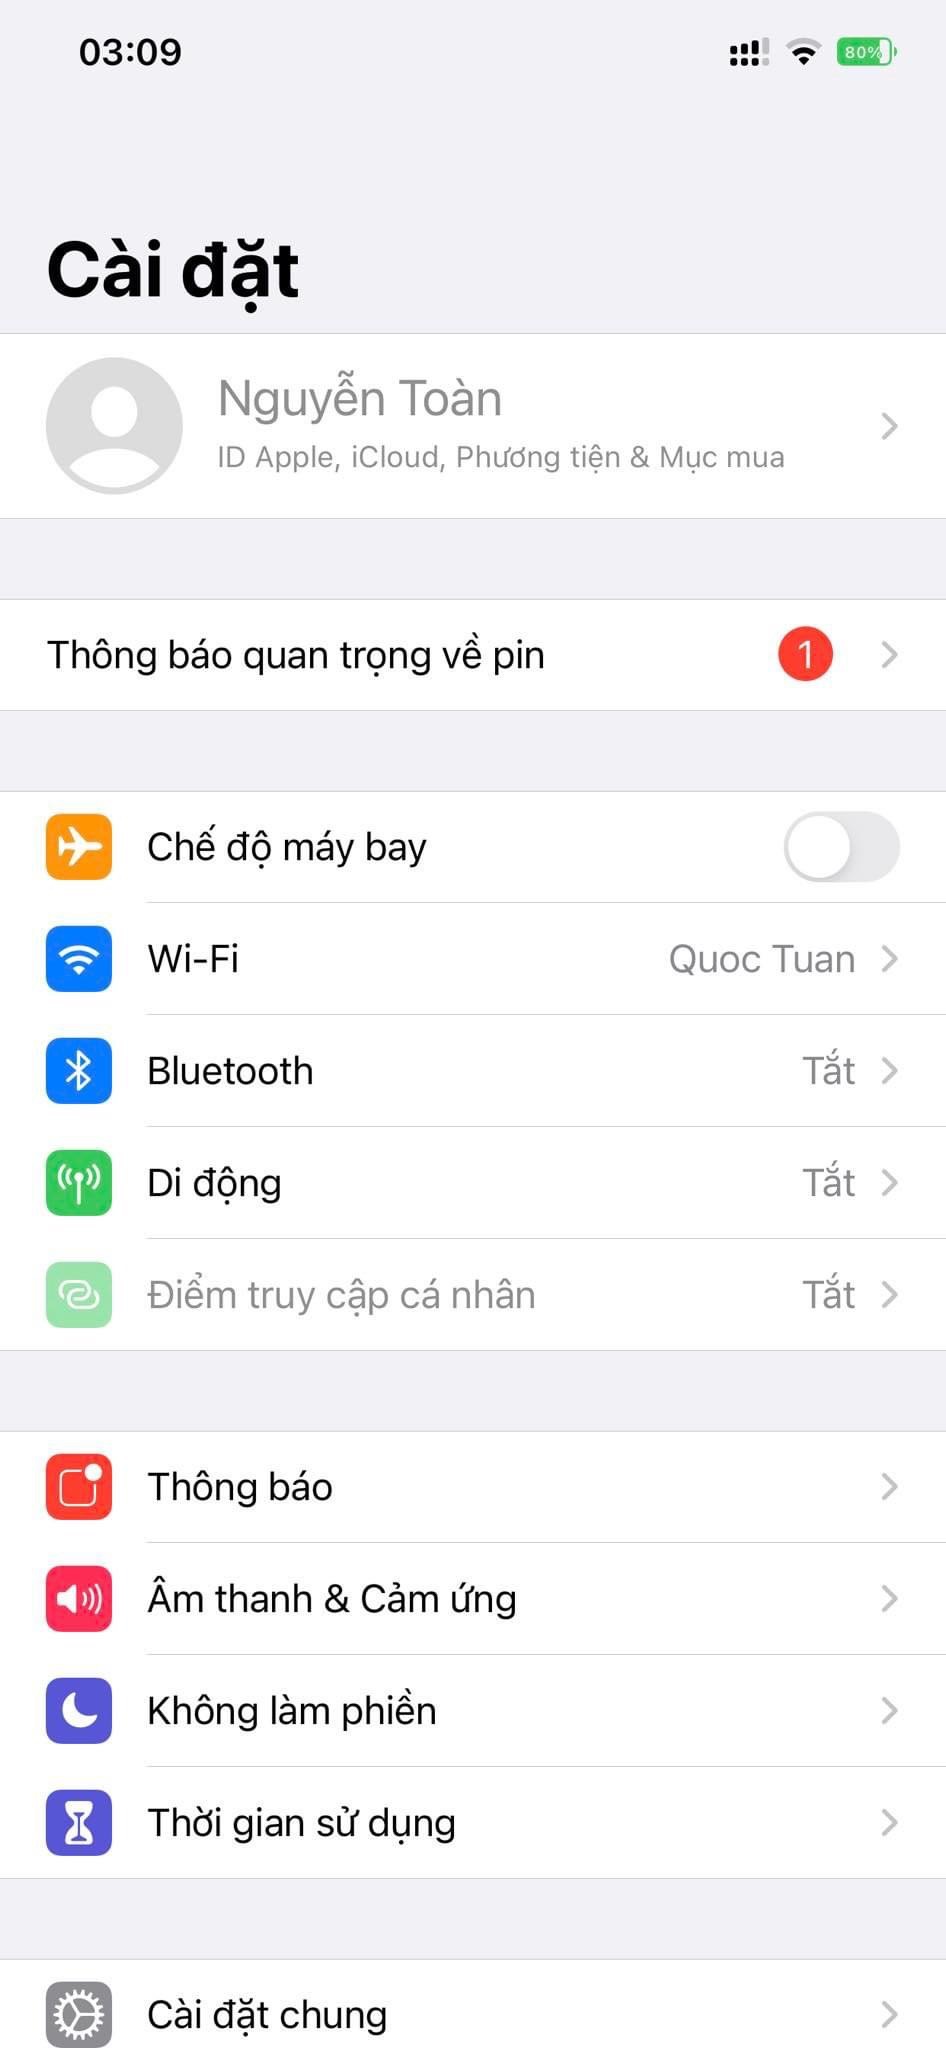 03:09
80%
Cài đặt
Nguyễn Toàn
ID Apple, iCloud, Phương tiện & Mục mua
Thông báo quan trọng về pin 1
Chế độ máy bay
Wi-Fi Quoc Tuan
Bluetooth Tắt
Di động Tắt
Điểm truy cập cá nhân Tắt
Thông báo
Âm thanh & Cảm ứng
Không làm phiền
Thời gian sử dụng
Cài đặt chung